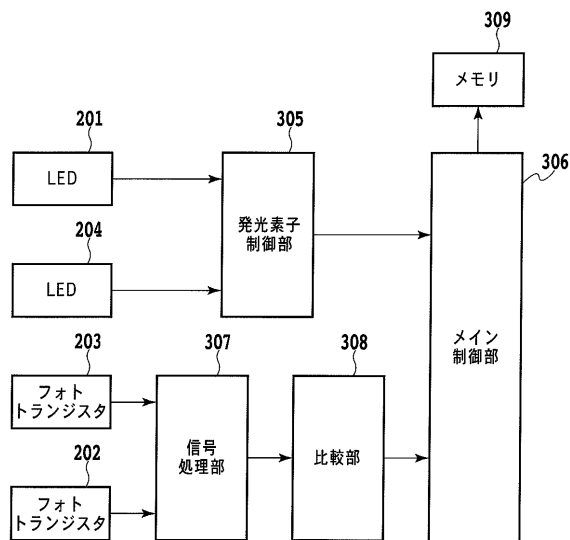 309
メモリ
201
LED
305
発光素子
制御部
306
204
LED
メイン
制御部
203
フォト
トランジスタ
307
信号
処理部
308
比較部
202
フォト
トランジスタ